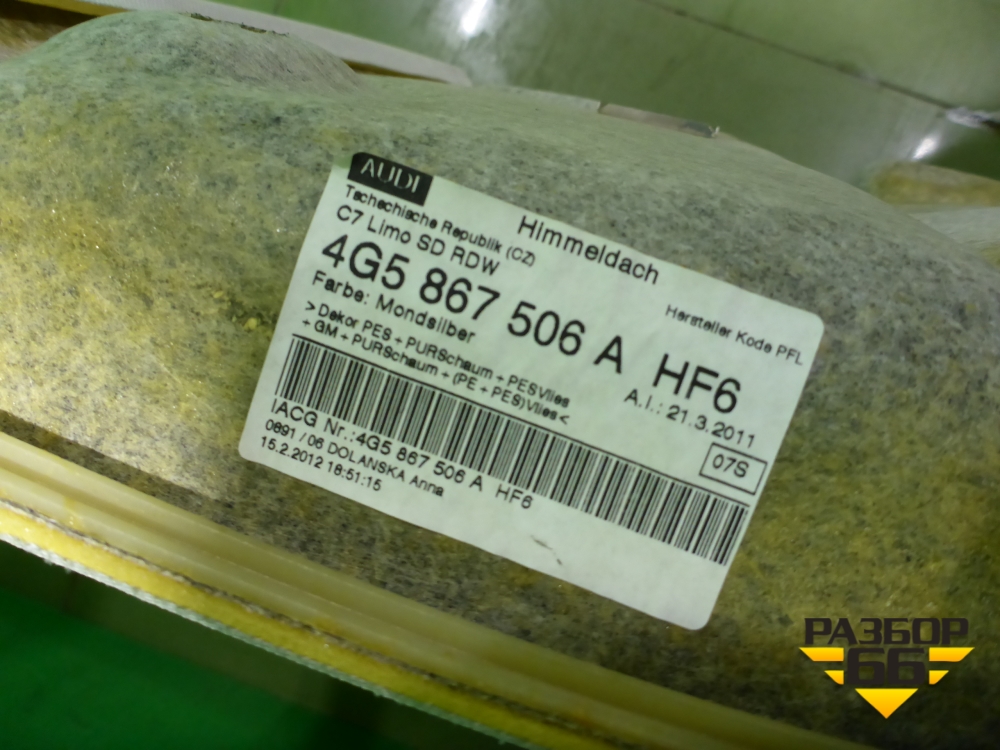 AUDI
Tschechische Republik (CZ)
Himmeldach
C7 Limo SD RDW
Hersteller Kode PFL
4G5 867 506 A HF6
Farbe: Mondsilber
A.I.: 21.3.2011
>Dekor PES + PURSchaum + PESVlies
+ GM + PURSchaum + (PE + PES)Vlies<
07S
IACG Nr.:4G5 867 506 A HF6
0891 / 06 DOLANSKA Anna
15.2.2012 18:51:15
РАЗБОР
66